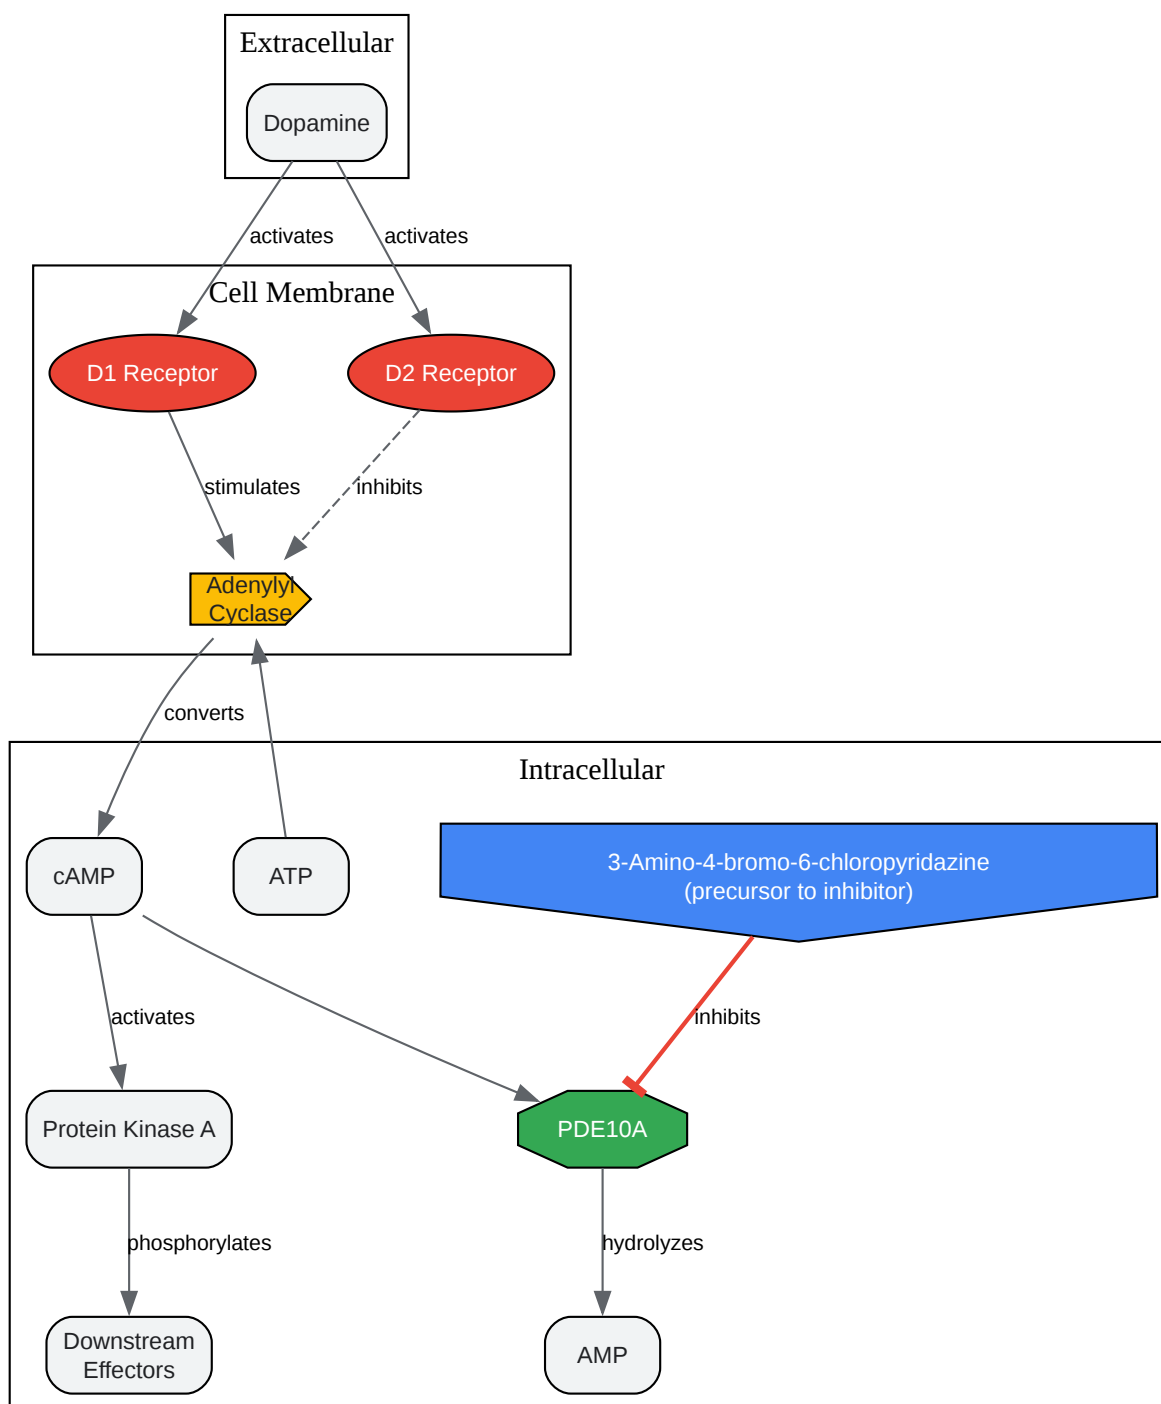 Extracellular
Dopamine
activates
activates
Cell Membrane
D1 Receptor
D2 Receptor
stimulates
inhibits
Adenylyl
Cyclase
converts
Intracellular
cAMP
ATP
3-Amino-4-bromo-6-chloropyridazine
(precursor to inhibitor)
activates
inhibits
Protein Kinase A
PDE10A
phosphorylates
hydrolyzes
Downstream
Effectors
AMP